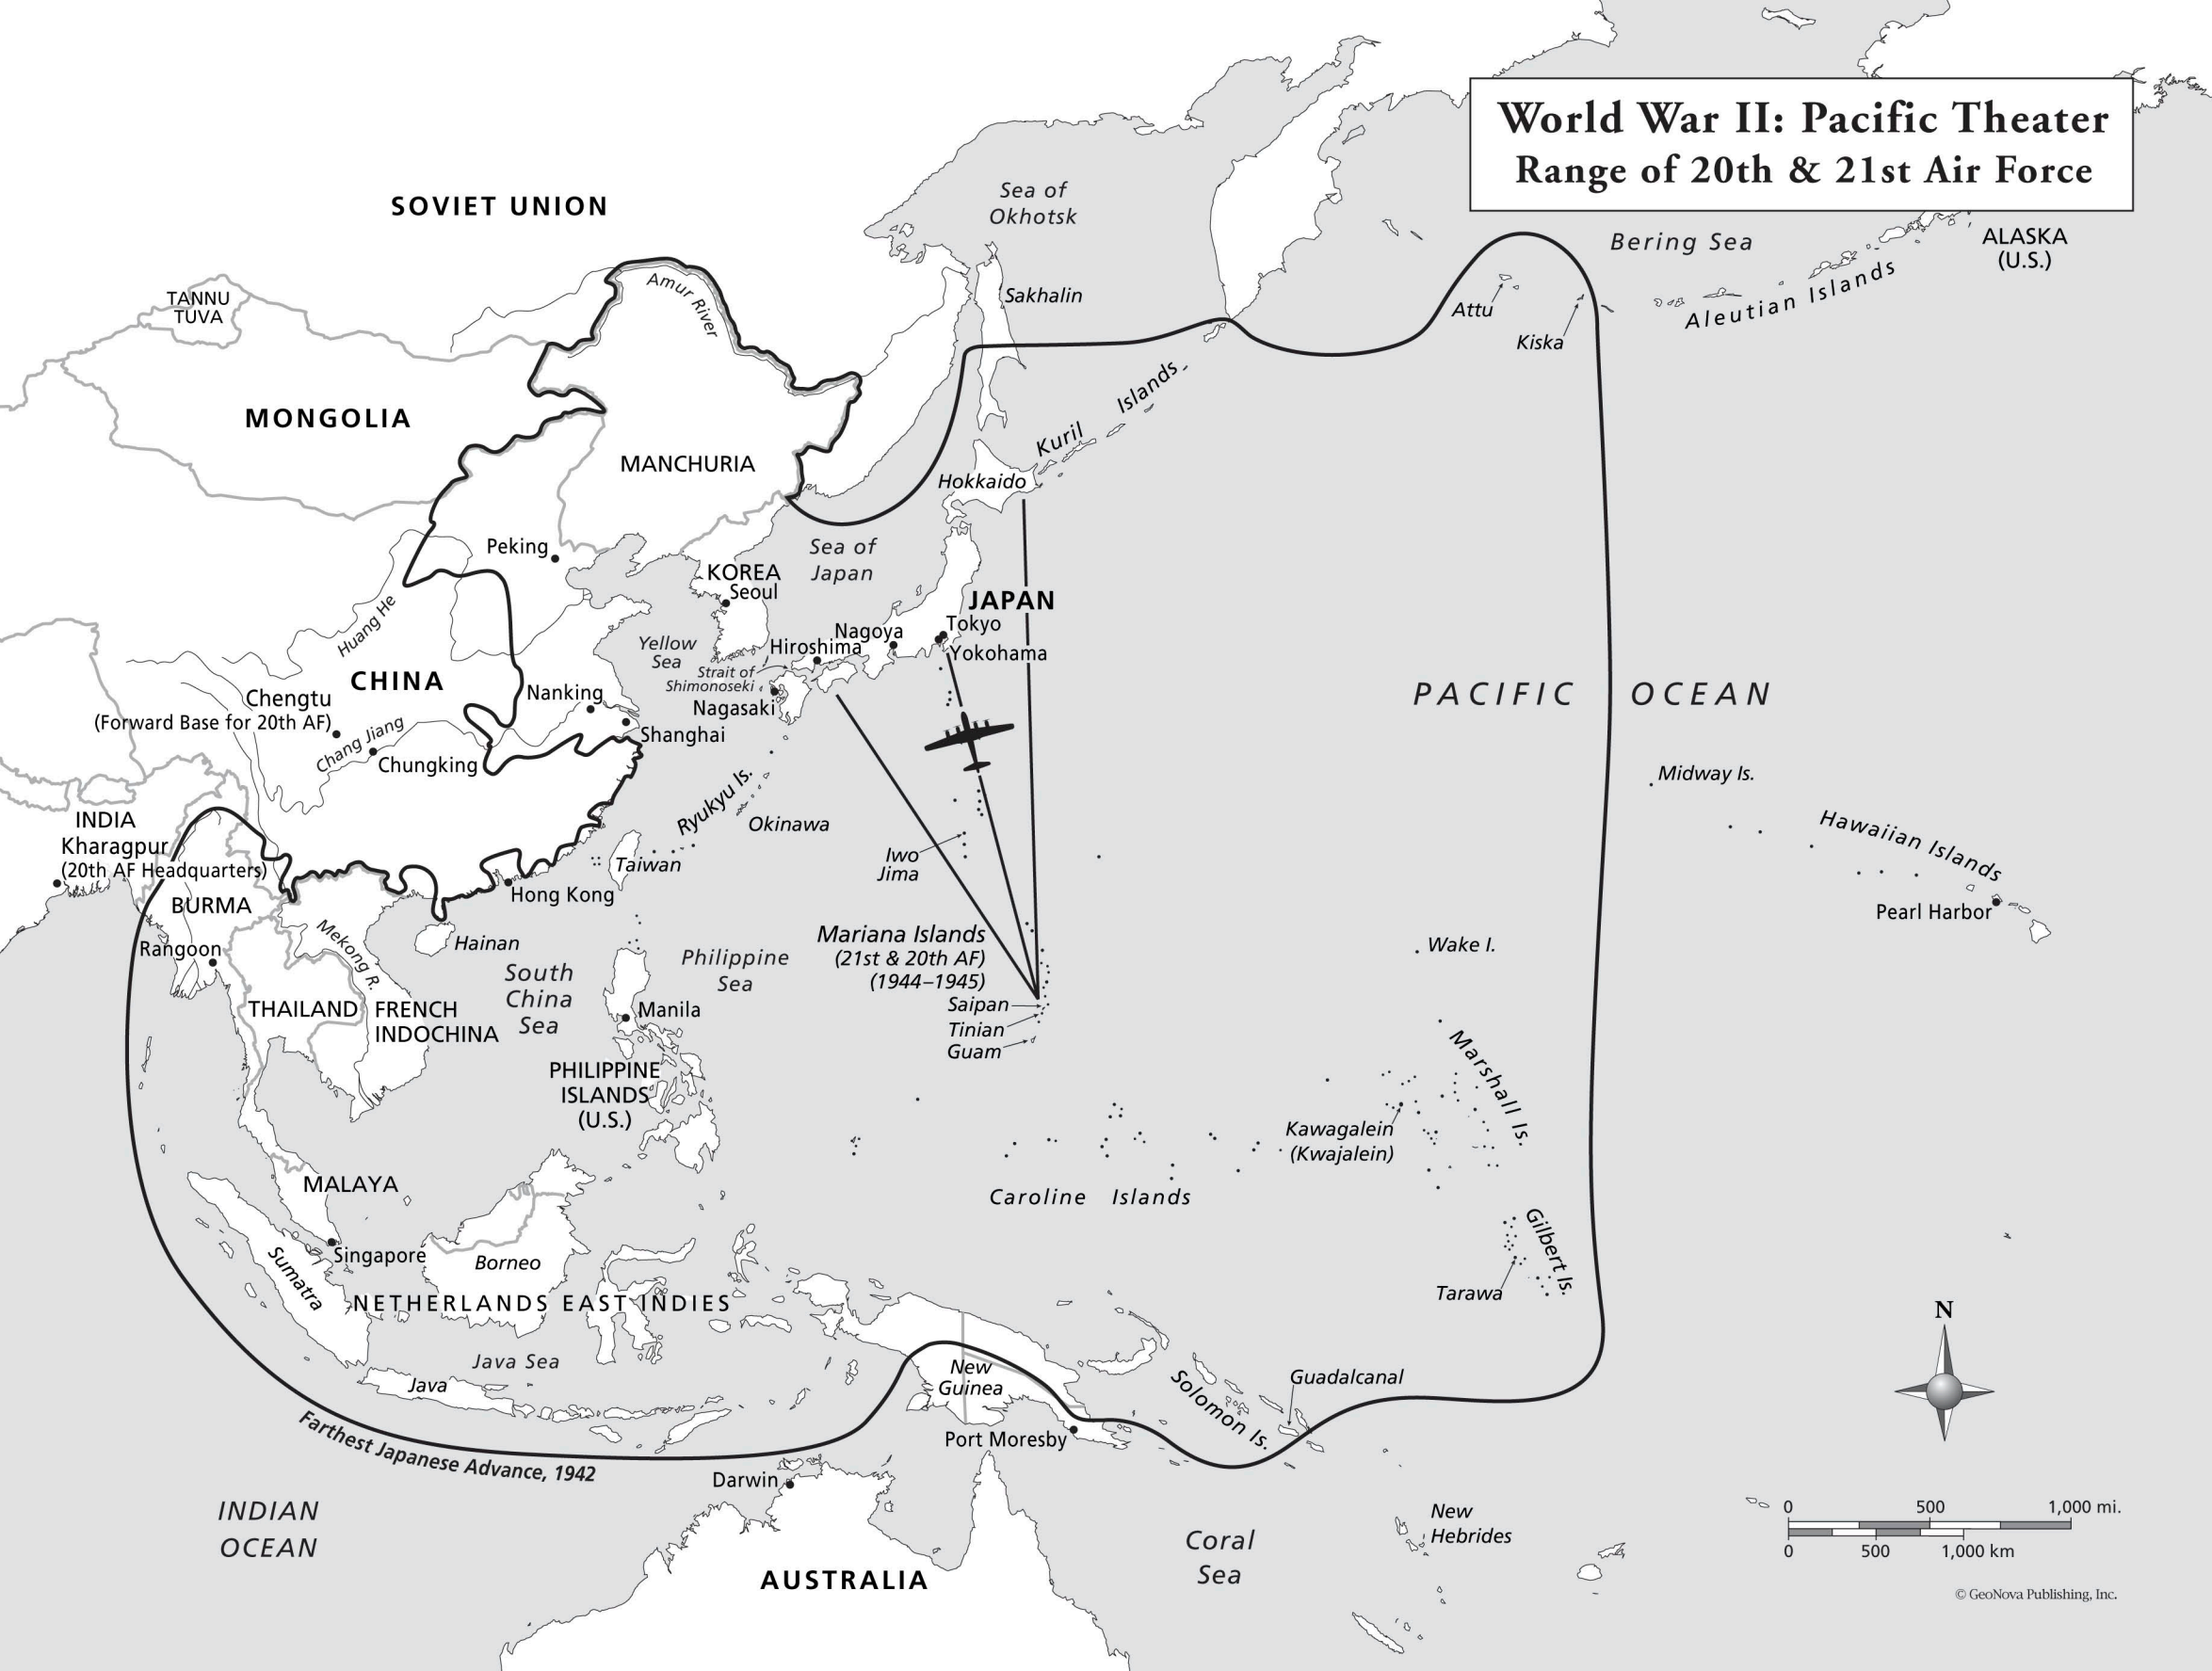 World War II: Pacific Theater
Range of 20th & 21st Air Force
SOVIET UNION
Sea of
Okhotsk
Bering Sea
ALASKA
(U.S.)
Aleutian Islands
Attu
Kiska
TANNU
TUVA
Amur River
Sakhalin
MONGOLIA
MANCHURIA
Kuril Islands
Hokkaido
Peking
Sea of
Japan
KOREA
Seoul
JAPAN
Huang He
Yellow
Sea
Nagoya
Tokyo
Hiroshima
Yokohama
Strait of
Shimonoseki
CHINA
Nanking
Nagasaki
Chengtu
(Forward Base for 20th AF)
Chang Jiang
Shanghai
Chungking
PACIFIC OCEAN
Midway Is.
Ryukyu Is.
Okinawa
Hawaiian Islands
INDIA
Kharagpur
(20th AF Headquarters)
Iwo
Jima
Taiwan
Hong Kong
BURMA
Pearl Harbor
Mekong R.
Hainan
Rangoon
Mariana Islands
(21st & 20th AF)
(1944–1945)
Wake I.
Philippine
Sea
South
China
Sea
Saipan
Tinian
Guam
THAILAND
FRENCH
INDOCHINA
Manila
PHILIPPINE
ISLANDS
(U.S.)
Marshall Is.
Kawagalein
(Kwajalein)
MALAYA
Caroline Islands
Singapore
Borneo
Sumatra
Gilbert Is.
Tarawa
NETHERLANDS EAST INDIES
Java Sea
Java
New
Guinea
Solomon Is.
Guadalcanal
Port Moresby
Farthest Japanese Advance, 1942
Darwin
INDIAN
OCEAN
AUSTRALIA
Coral
Sea
New
Hebrides
N
0 500 1,000 mi.
0 500 1,000 km
© GeoNova Publishing, Inc.